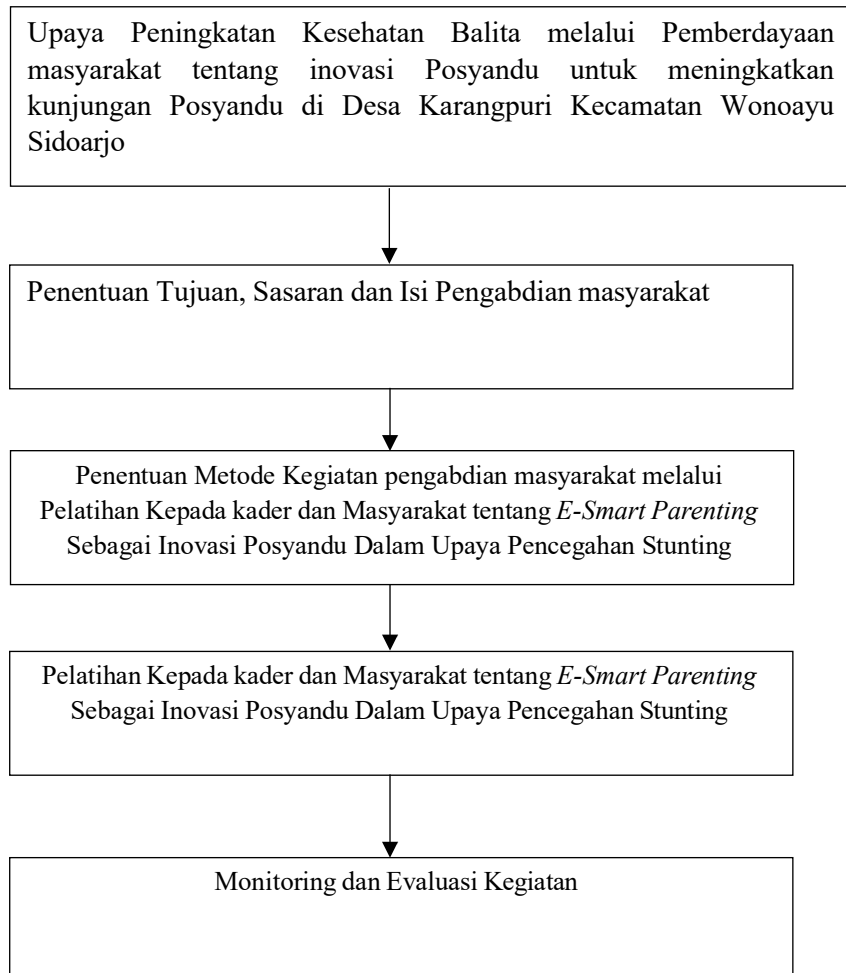 Upaya Peningkatan Kesehatan Balita melalui Pemberdayaan
masyarakat tentang inovasi Posyandu untuk meningkatkan
kunjungan Posyandu di Desa Karangpuri Kecamatan Wonoayu
Sidoarjo
Penentuan Tujuan, Sasaran dan Isi Pengabdian masyarakat
Penentuan Metode Kegiatan pengabdian masyarakat melalui
Pelatihan Kepada kader dan Masyarakat tentang E-Smart Parenting
Sebagai Inovasi Posyandu Dalam Upaya Pencegahan Stunting
Pelatihan Kepada kader dan Masyarakat tentang E-Smart Parenting
Sebagai Inovasi Posyandu Dalam Upaya Pencegahan Stunting
Monitoring dan Evaluasi Kegiatan